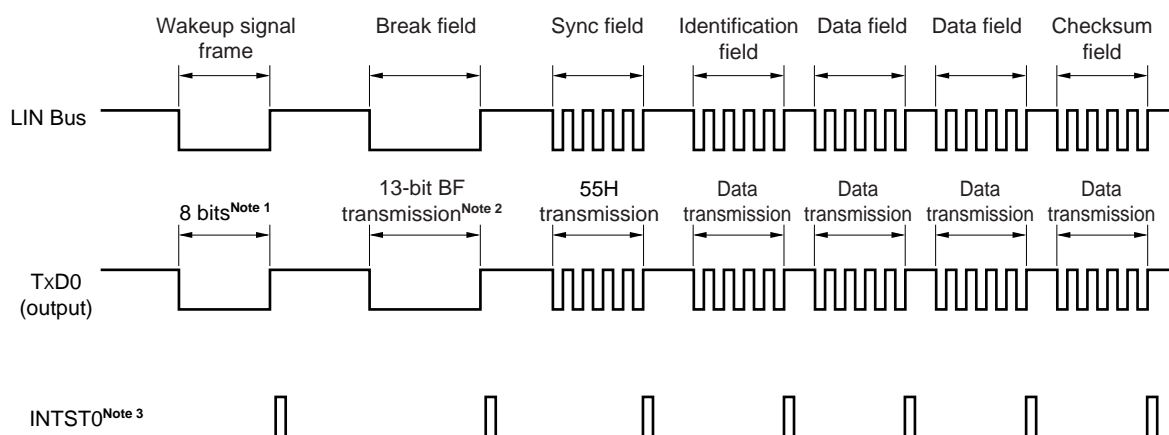 Wakeup signal frame
Break field
Sync field
Identification field
Data field
Data field
Checksum field
LIN Bus
8 bitsNote 1
13-bit BF transmissionNote 2
55H transmission
Data transmission
Data transmission
Data transmission
Data transmission
TxD0 (output)
INTST0Note 3